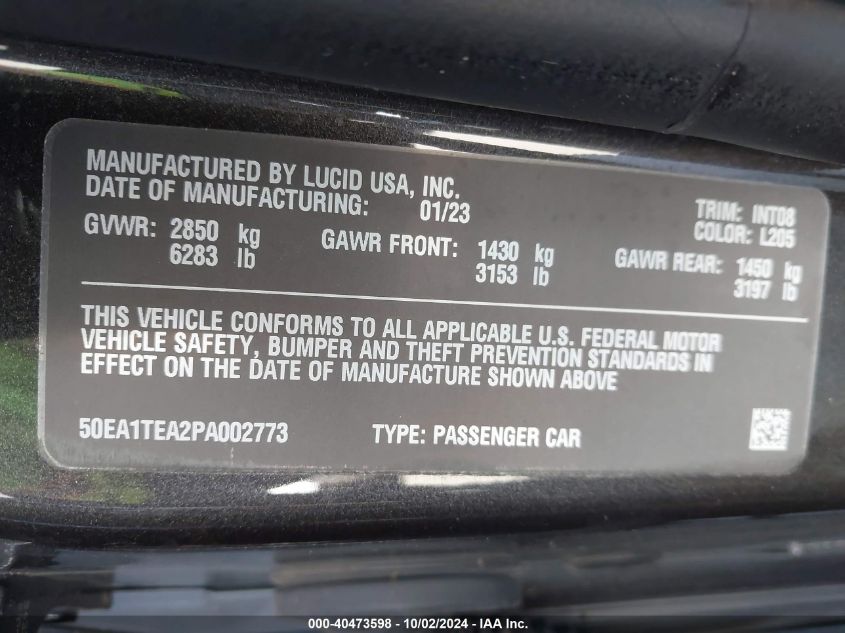 MANUFACTURED BY LUCID USA, INC.
DATE OF MANUFACTURING: 01/23
TRIM: INT08
COLOR: L205
GVWR: 2850 kg
6283 lb
GAWR FRONT: 1430 kg
3153 lb
GAWR REAR: 1450 kg
3197 lb
THIS VEHICLE CONFORMS TO ALL APPLICABLE U.S. FEDERAL MOTOR
VEHICLE SAFETY, BUMPER AND THEFT PREVENTION STANDARDS IN
EFFECT ON THE DATE OF MANUFACTURE SHOWN ABOVE
50EA1TEA2PA002773 TYPE: PASSENGER CAR
000-40473598 - 10/02/2024 - IAA Inc.